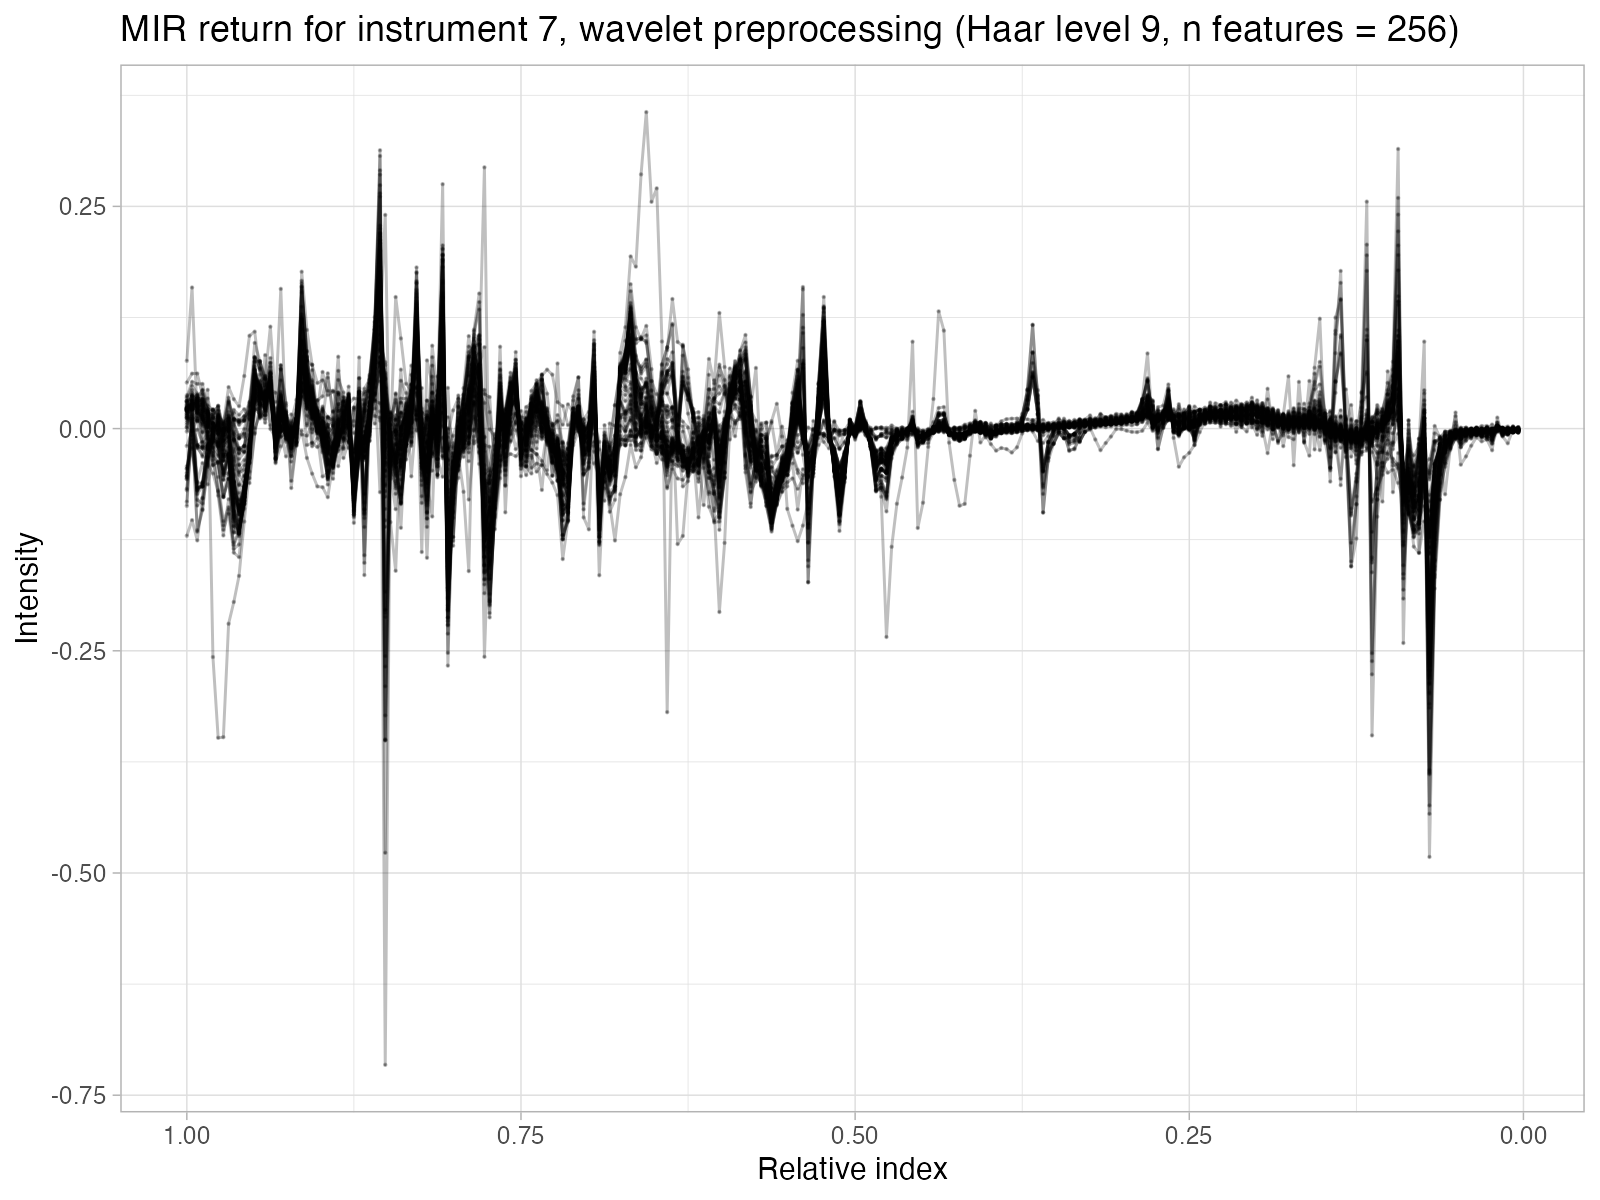 MIR return for instrument 7, wavelet preprocessing (Haar level 9, n features = 256)
Intensity
0.25
0.00
-0.25
-0.50
-0.75
1.00 0.75 0.50 0.25 0.00
Relative index